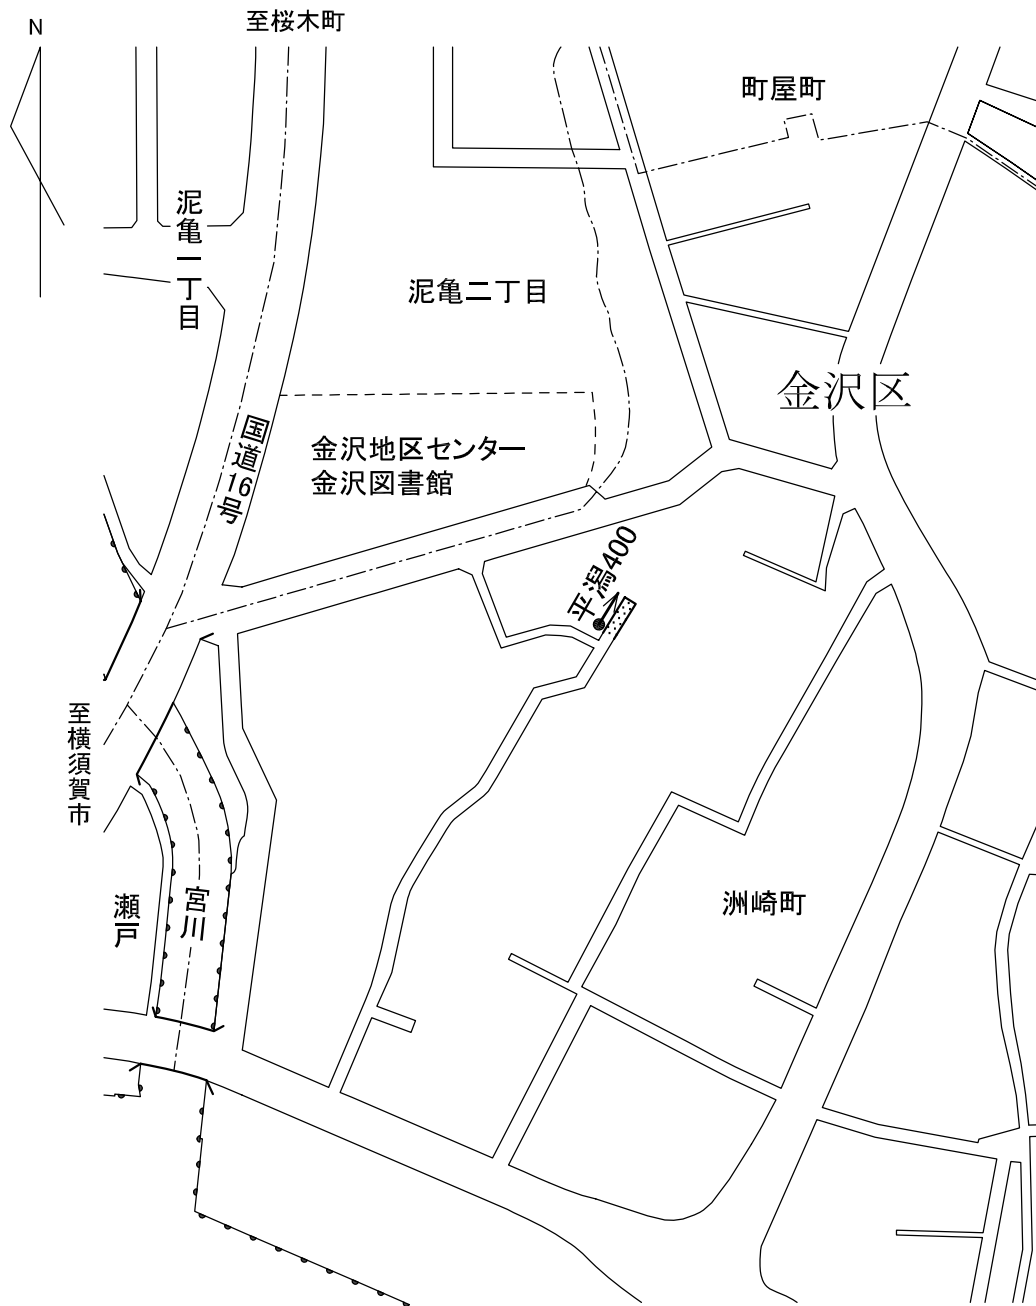 N
至桜木町
町屋町
泥亀一丁目
泥亀二丁目
金沢区
国道16号
金沢地区センター
金沢図書館
平潟400
至横須賀市
瀬戸
宮川
洲崎町